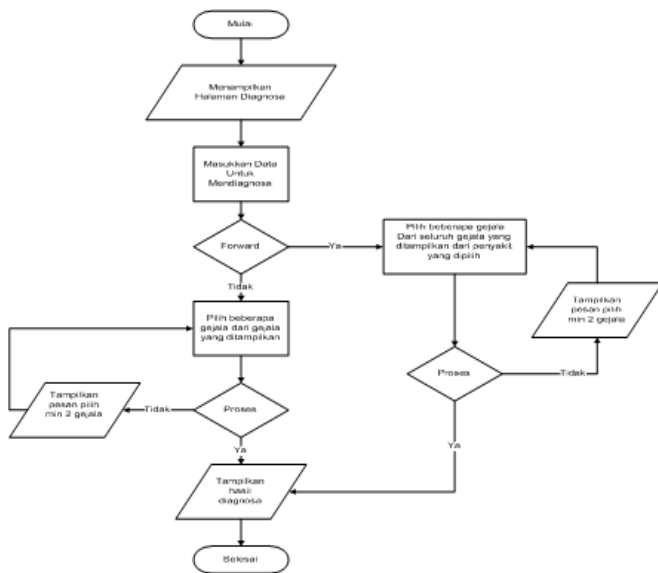 Mulai
Menampilkan
Halaman Diagnosa
Masukkan Data
Untuk
Mendiagnosa
Forward
Ya
Pilih beberapa gejala
Dari seluruh gejala yang
ditampilkan dari penyakit
yang dipilih
Tidak
Pilih beberapa
gejala dari gejala
yang ditampilkan
Tampilkan
pesan pilih
min 2 gejala
Proses
Tidak
Ya
Tampilkan
pesan pilih
min 2 gejala
Tidak
Proses
Ya
Tampilkan
hasil
diagnosa
Selesai